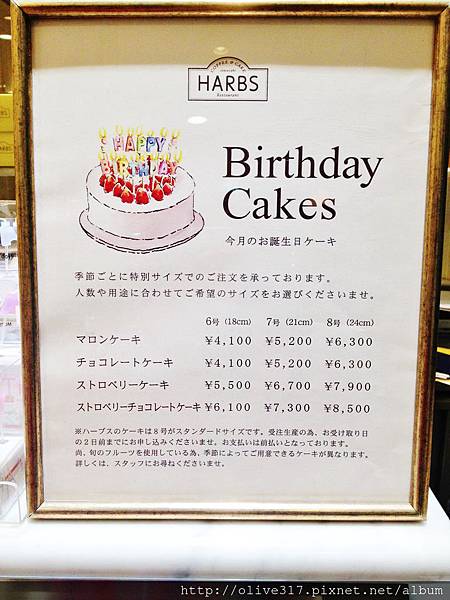 COFFEE & CAKE
HARBS
Restaurant
HAPPY
BIRTHDAY
Birthday
Cakes
今月のお誕生日ケーキ
季節ごとに特別サイズでのご注文を承っております。
人数や用途に合わせてご希望のサイズをお選びくださいませ。
6号 (18cm) 7号 (21cm) 8号 (24cm)
マロンケーキ ¥4,100 ¥5,200 ¥6,300
チョコレートケーキ ¥4,100 ¥5,200 ¥6,300
ストロベリーケーキ ¥5,500 ¥6,700 ¥7,900
ストロベリーチョコレートケーキ ¥6,100 ¥7,300 ¥8,500
※ハーブスのケーキは8号がスタンダードサイズです。受注生産の為、お受け取り日
の2日前までにお申し込みくださいませ。お支払いは前払いとなっております。
尚、旬のフルーツを使用している為、季節によってご用意できるケーキが異なります。
詳しくは、スタッフにお尋ねくださいませ。
http://olive317.pixnet.net/album